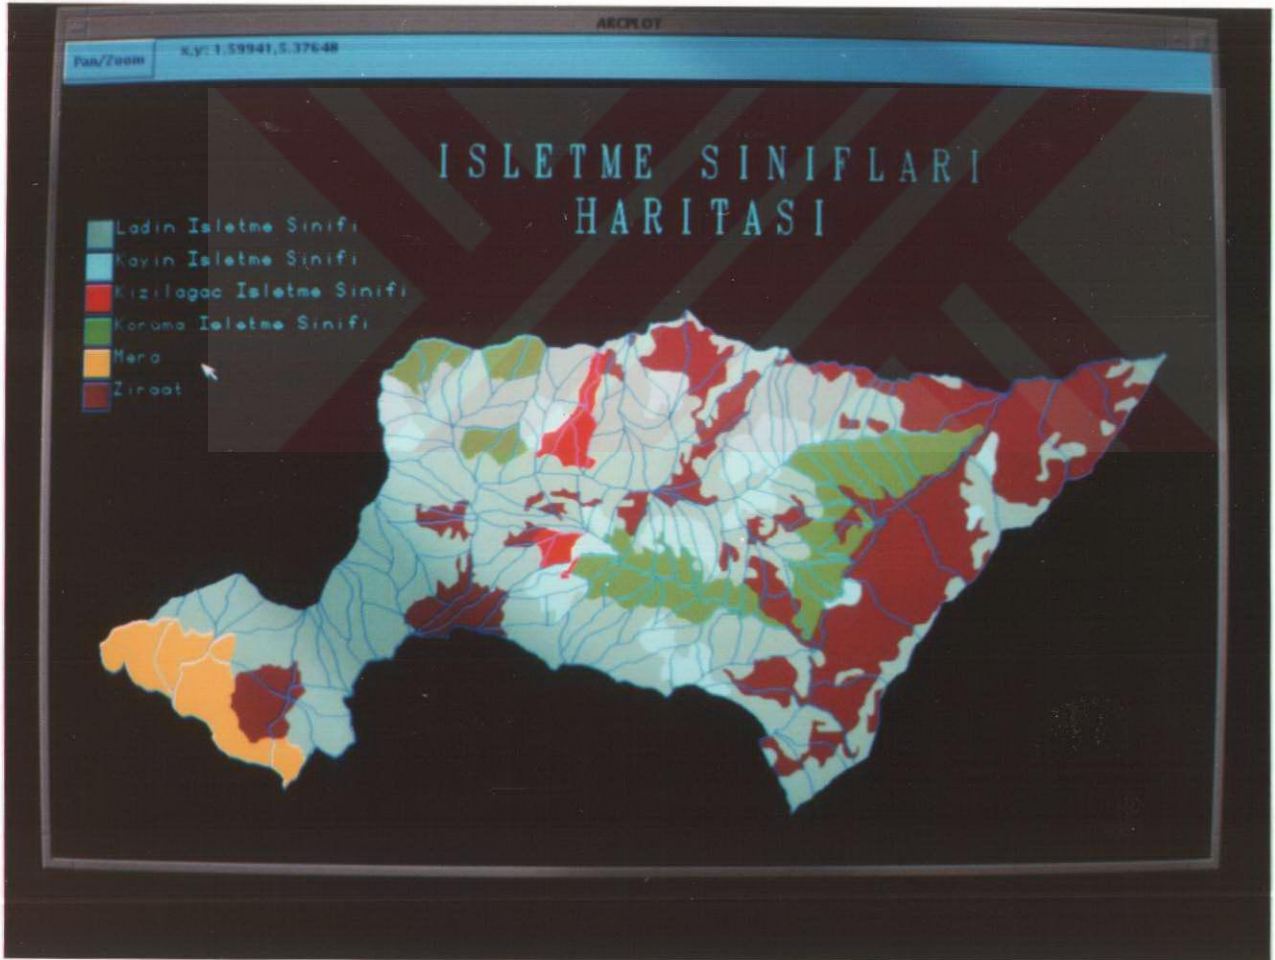 ARCPLOT
Pan/Zoom
x,y: 1.59941,5.37648
ISLETME SINIFLARI
HARITASI
Ladin Isletme Sinifi
Kayin Isletme Sinifi
Kizilagac Isletme Sinifi
Koruma Isletme Sinifi
Mera
Ziraat